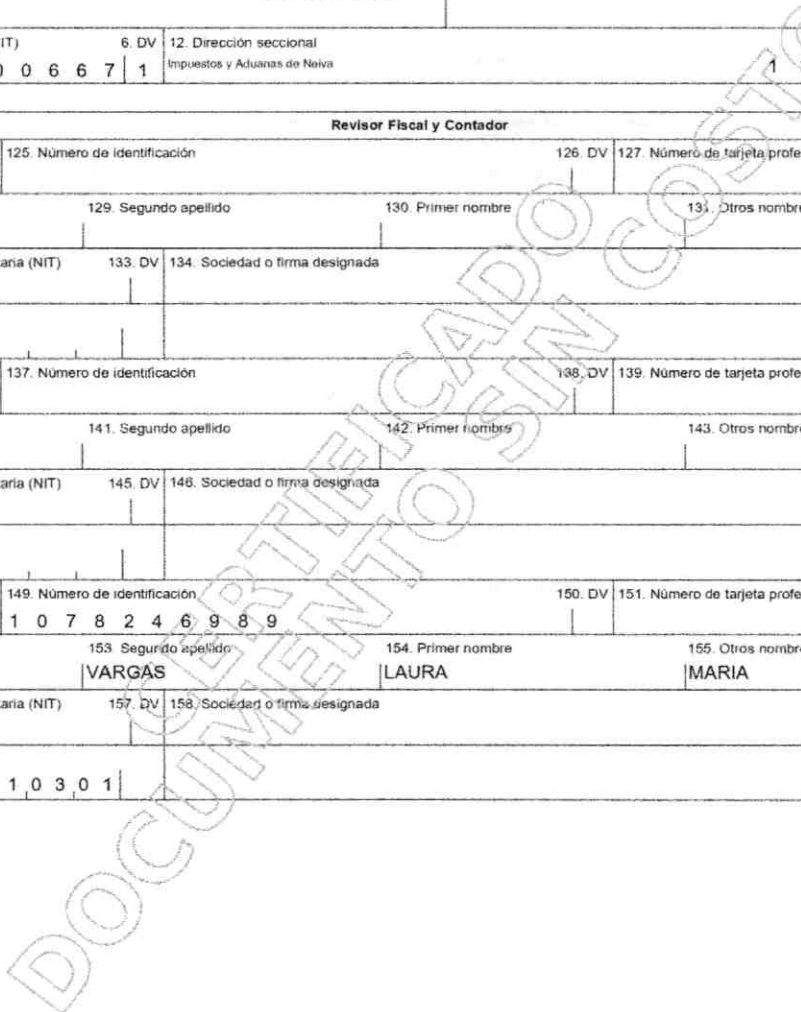 IT) 6. DV 12. Dirección seccional
0 0 6 6 7 1 Impuestos y Aduanas de Neiva 1
Revisor Fiscal y Contador
125. Número de identificación 126. DV 127. Número de tarjeta profe
129. Segundo apellido 130. Primer nombre 131. Otros nombre
aria (NIT) 133. DV 134. Sociedad o firma designada
137. Número de identificación 138. DV 139. Número de tarjeta profe
141. Segundo apellido 142. Primer nombre 143. Otros nombre
aria (NIT) 145. DV 146. Sociedad o firma designada
149. Número de identificación 150. DV 151. Número de tarjeta profe
1 0 7 8 2 4 6 9 8 9
153. Segundo apellido 154. Primer nombre 155. Otros nombre
VARGAS LAURA MARIA
aria (NIT) 157. DV 158. Sociedad o firma designada
1 0 3 0 1
CERTIFICADO
DOCUMENTO SIN COSTO